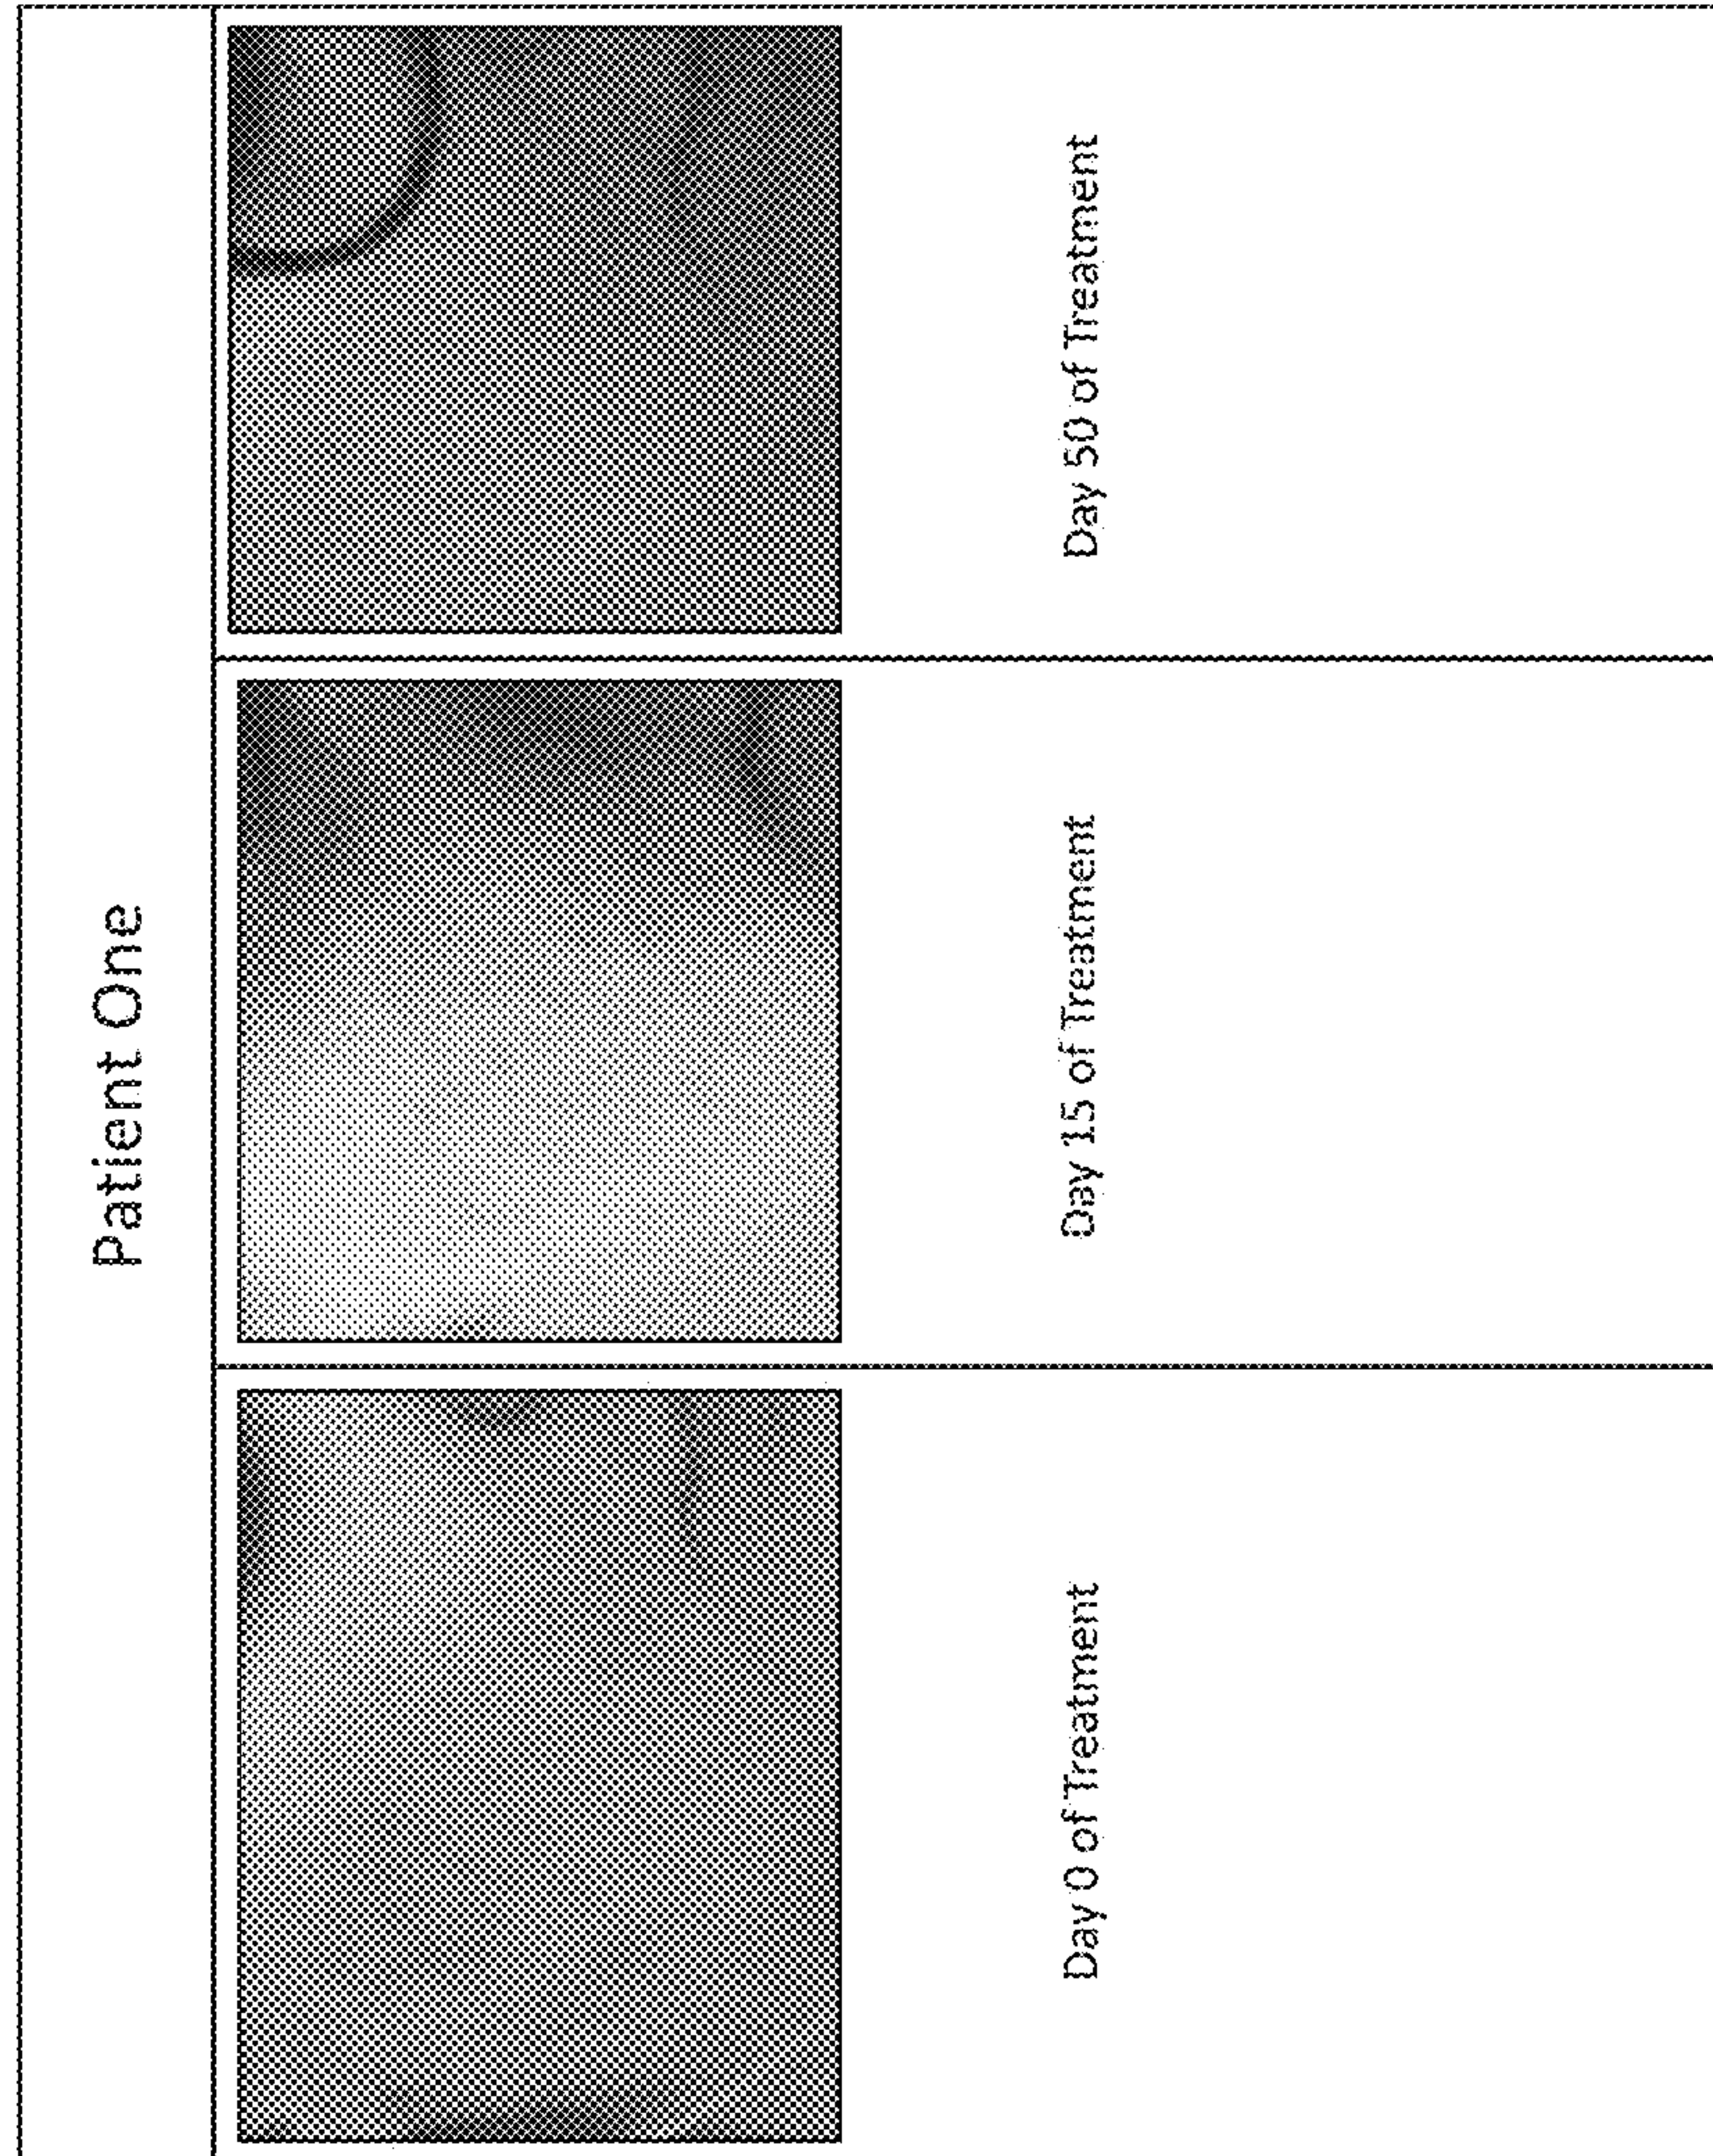 Patient One
Day 0 of Treatment
Day 15 of Treatment
Day 50 of Treatment